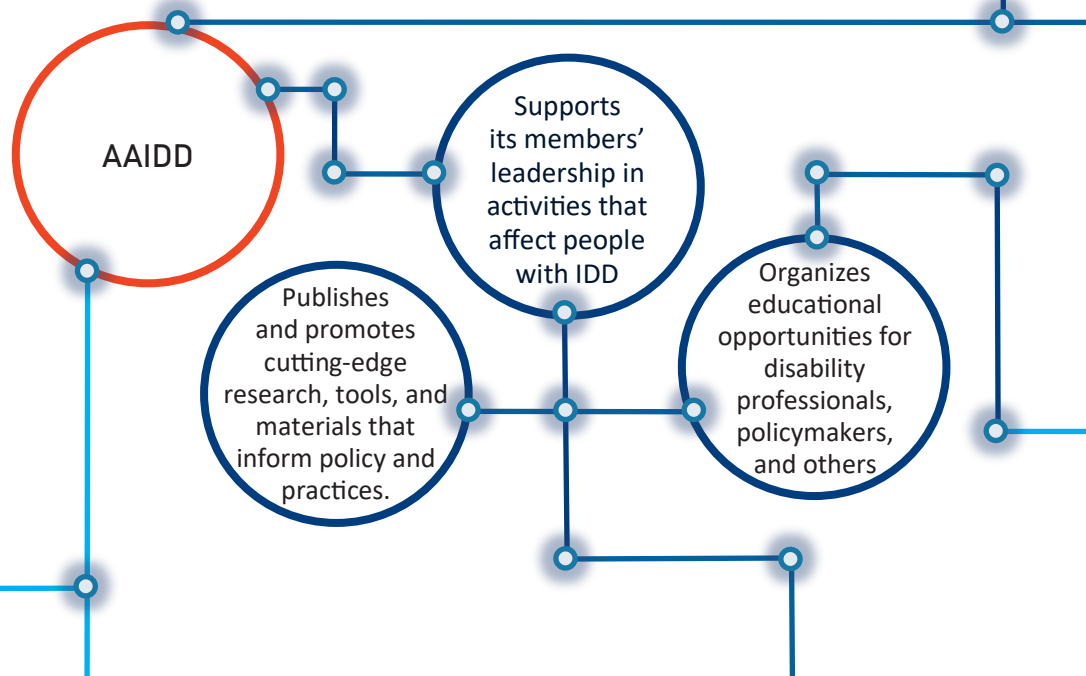 AAIDD
Supports
its members’
leadership in
activities that
affect people
with IDD
Publishes
and promotes
cutting-edge
research, tools, and
materials that
inform policy and
practices.
Organizes
educational
opportunities for
disability
professionals,
policymakers,
and others